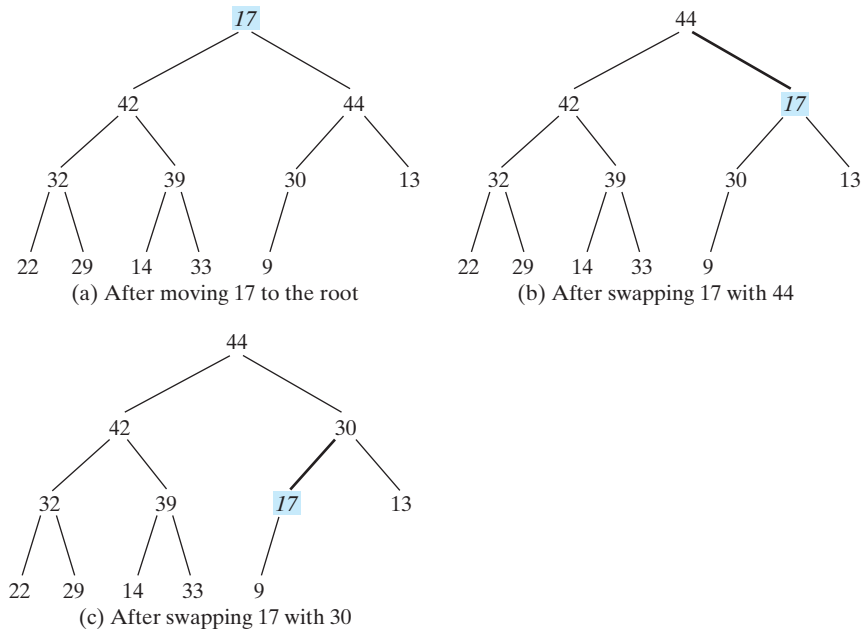 17
42 44
32 39 30 13
22 29 14 33 9
(a) After moving 17 to the root
44
42 17
32 39 30 13
22 29 14 33 9
(b) After swapping 17 with 44
44
42 30
32 39 17 13
22 29 14 33 9
(c) After swapping 17 with 30